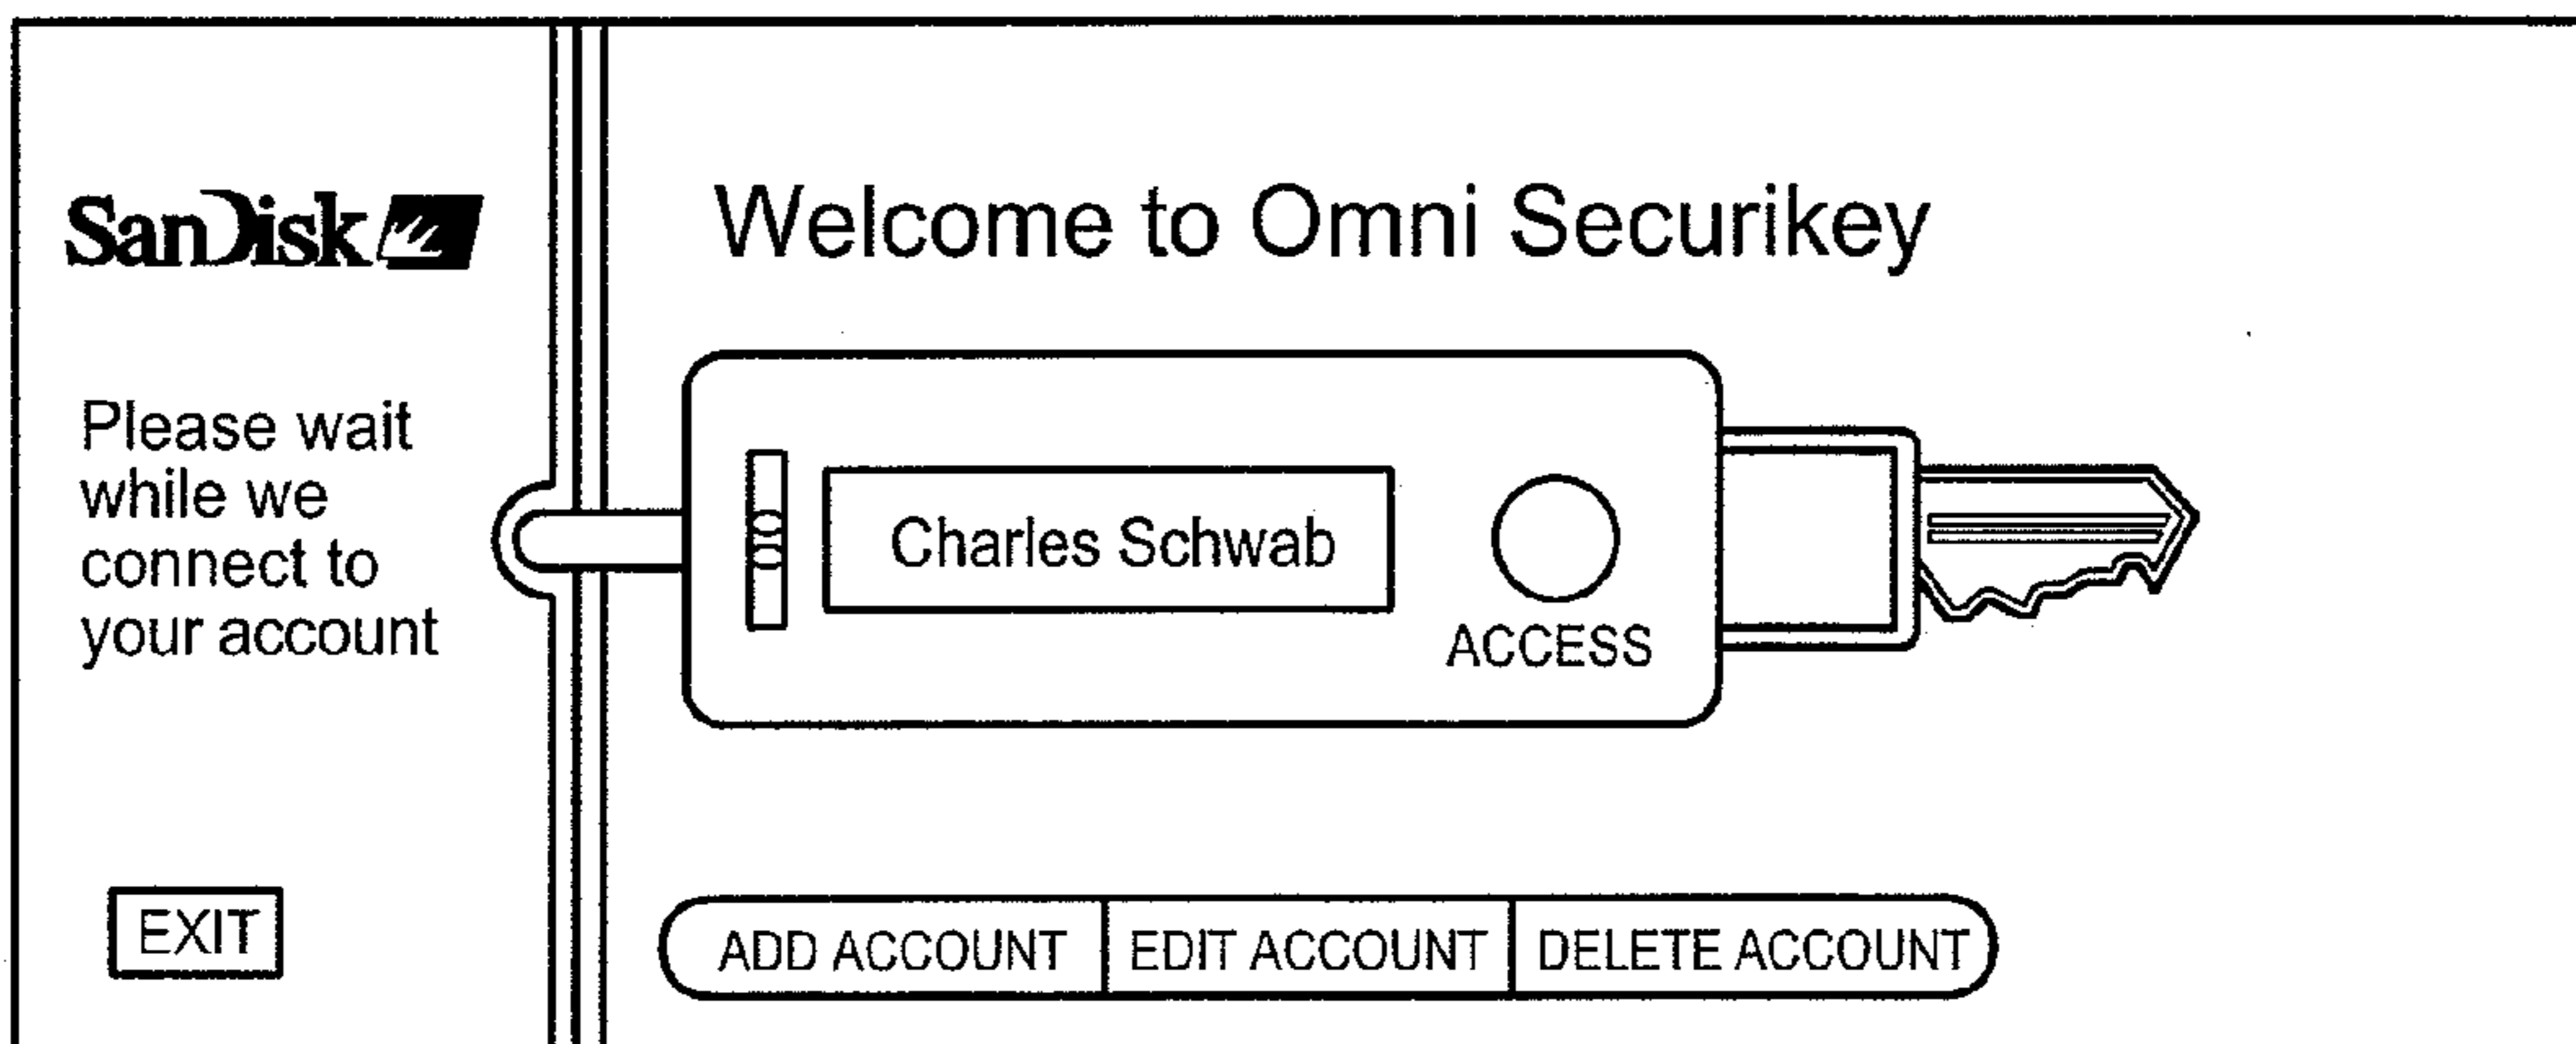 SanDisk
Please wait
while we
connect to
your account
EXIT
Welcome to Omni Securikey
Charles Schwab
ACCESS
ADD ACCOUNT
EDIT ACCOUNT
DELETE ACCOUNT